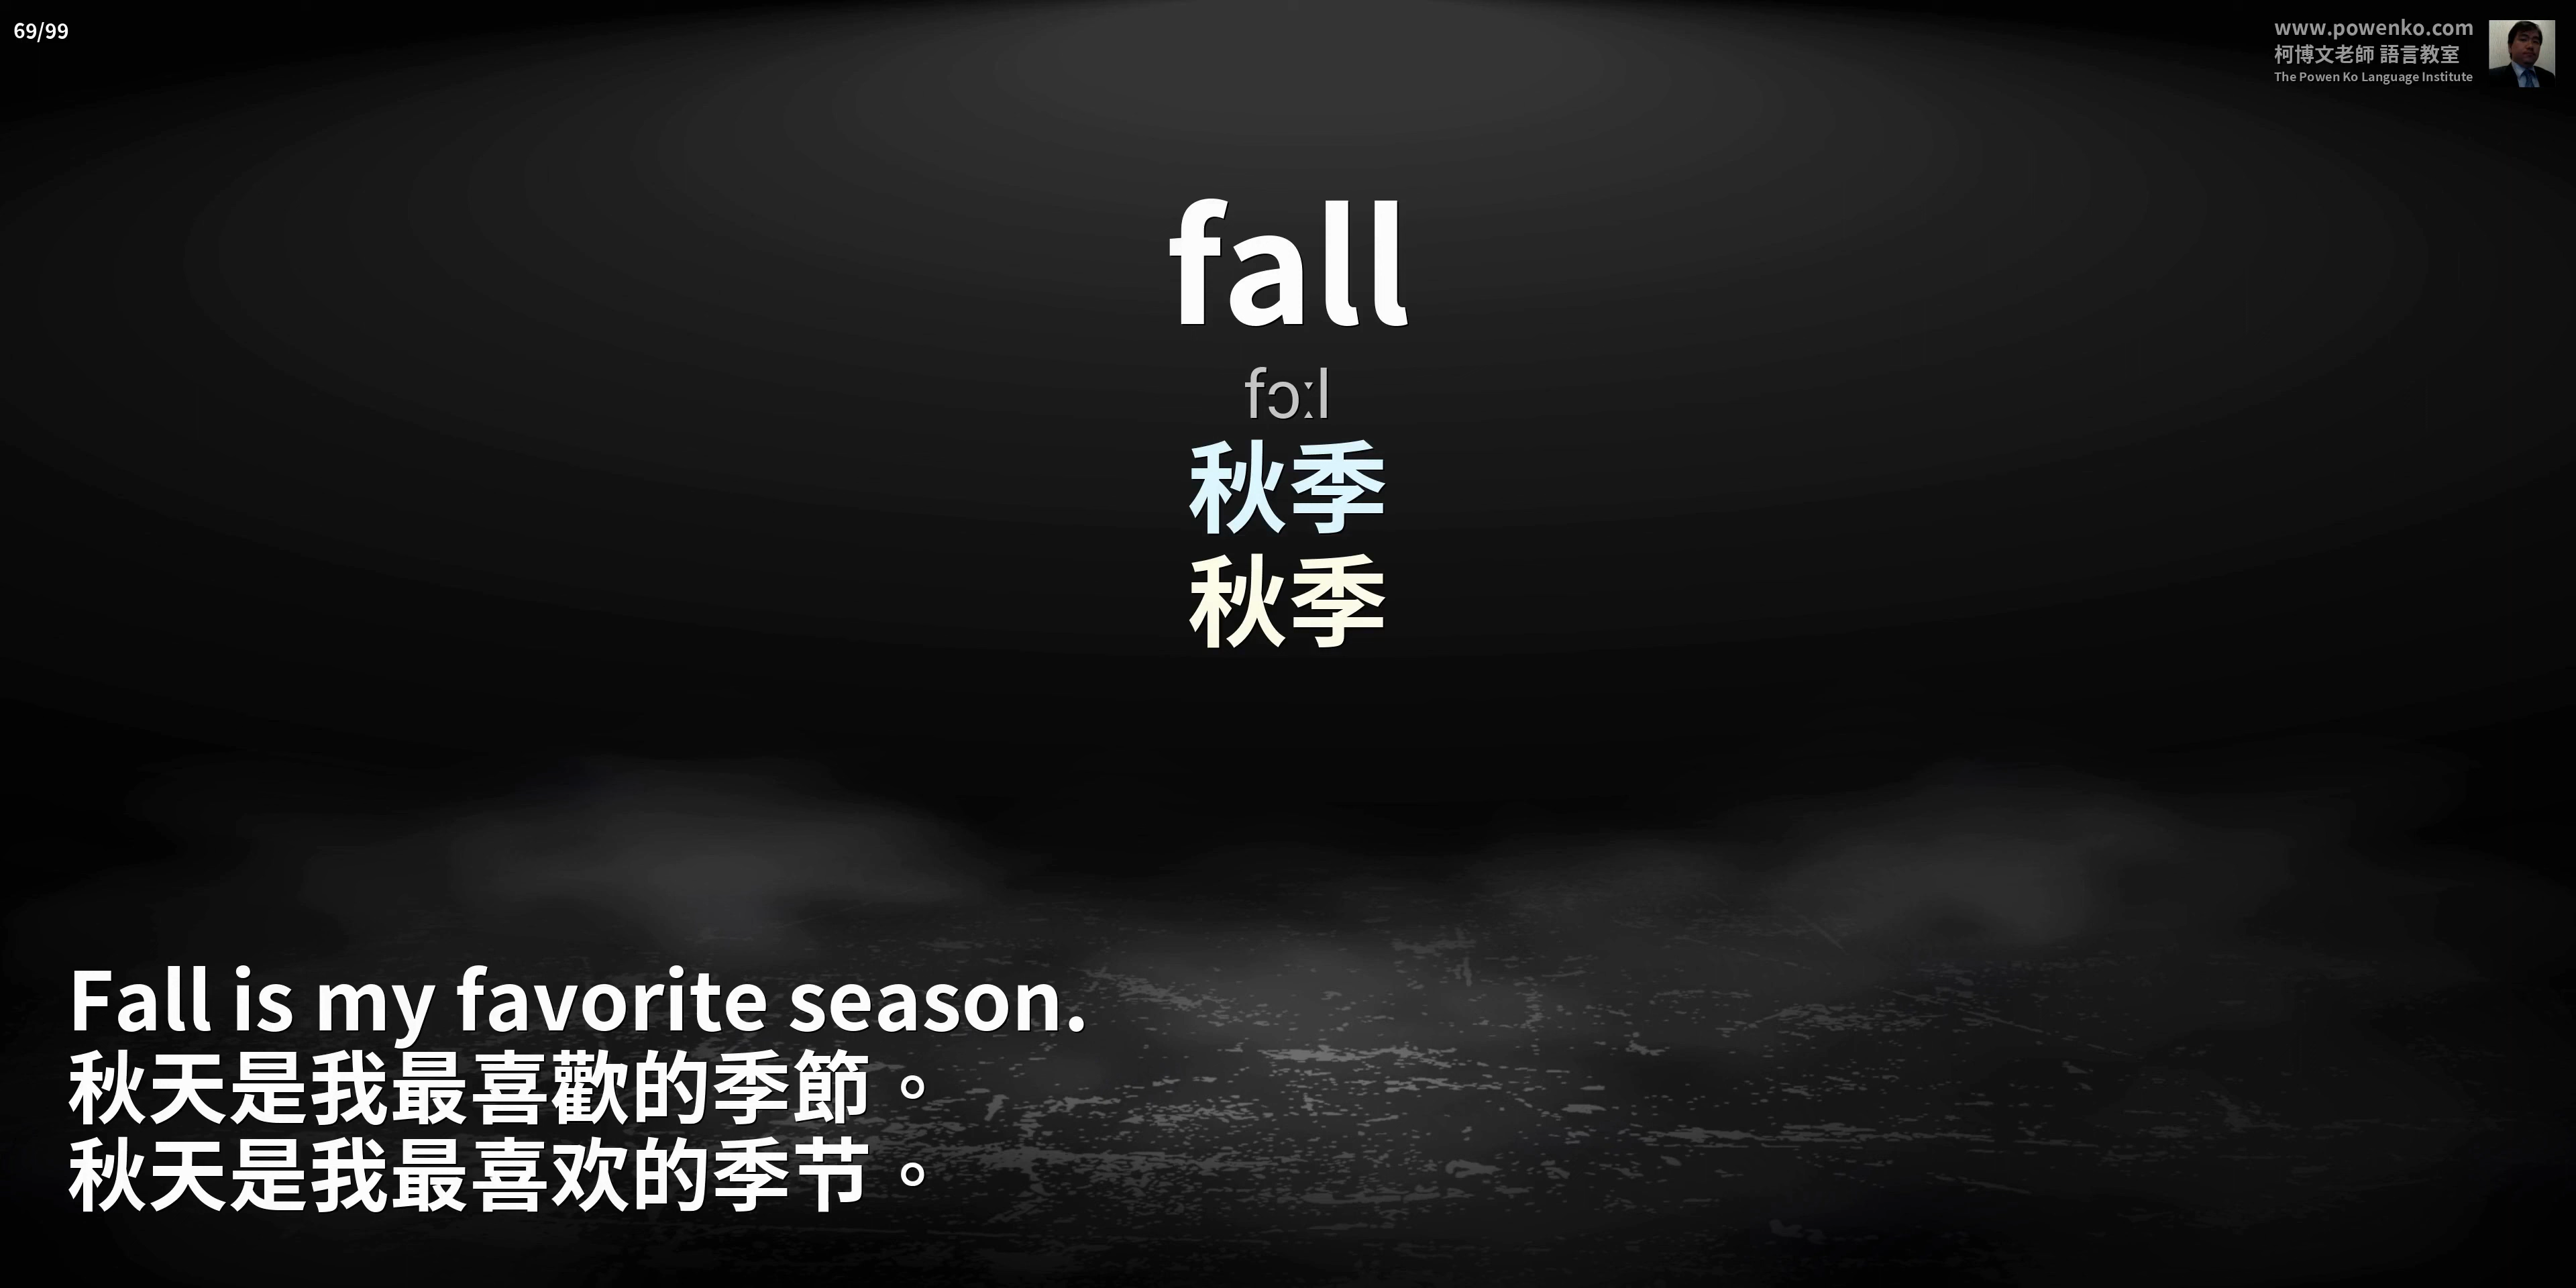 69/99
www.powenko.com
柯博文老師 語言教室
The Powen Ko Language Institute
fall
fɔːl
秋季
秋季
Fall is my favorite season.
秋天是我最喜歡的季節。
秋天是我最喜欢的季节。